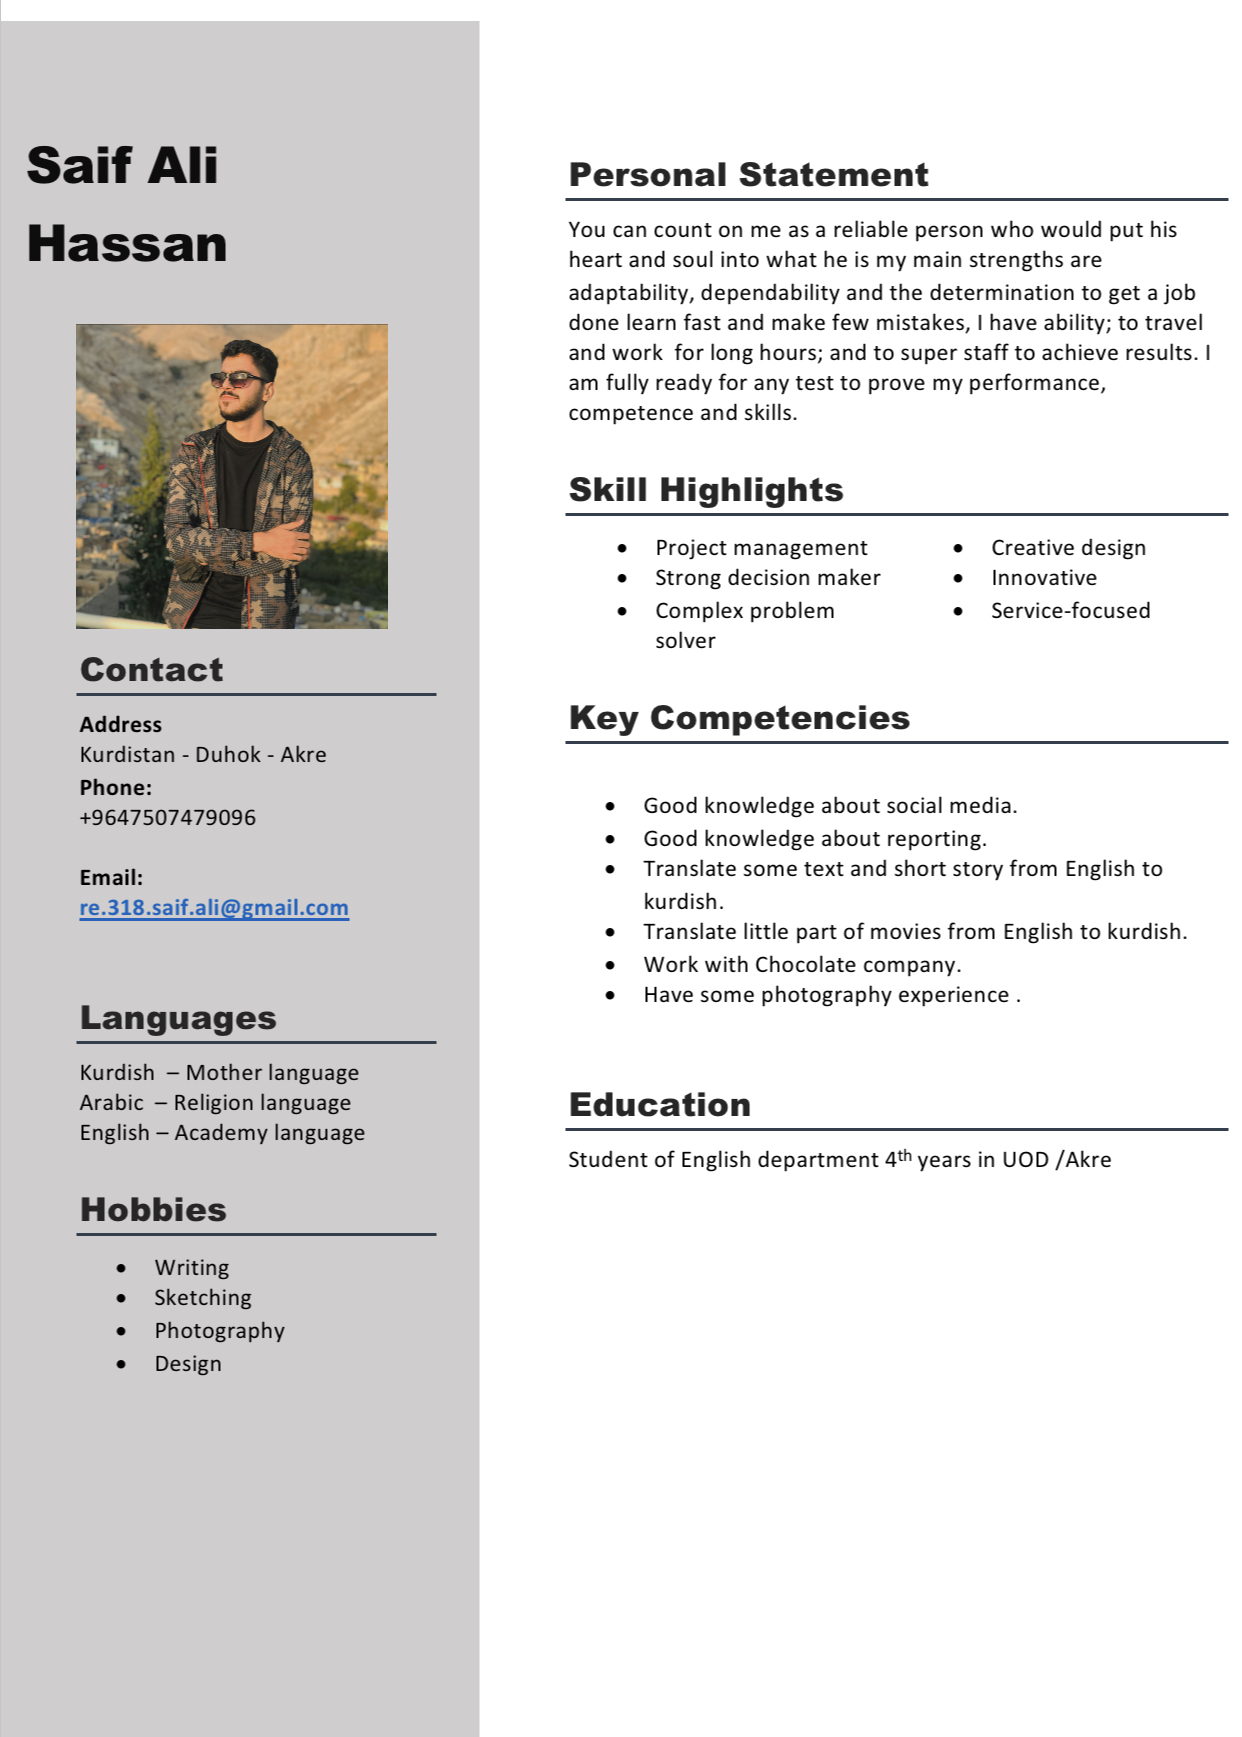 Saif Ali
Hassan
Contact
Address
Kurdistan - Duhok - Akre
Phone:
+9647507479096
Email:
re.318.saif.ali@gmail.com
Languages
Kurdish – Mother language
Arabic – Religion language
English – Academy language
Hobbies
• Writing
• Sketching
• Photography
• Design
Personal Statement
You can count on me as a reliable person who would put his
heart and soul into what he is my main strengths are
adaptability, dependability and the determination to get a job
done learn fast and make few mistakes, I have ability; to travel
and work for long hours; and to super staff to achieve results. I
am fully ready for any test to prove my performance,
competence and skills.
Skill Highlights
• Project management
• Strong decision maker
• Complex problem
solver
• Creative design
• Innovative
• Service-focused
Key Competencies
• Good knowledge about social media.
• Good knowledge about reporting.
• Translate some text and short story from English to
kurdish.
• Translate little part of movies from English to kurdish.
• Work with Chocolate company.
• Have some photography experience .
Education
Student of English department 4th years in UOD /Akre